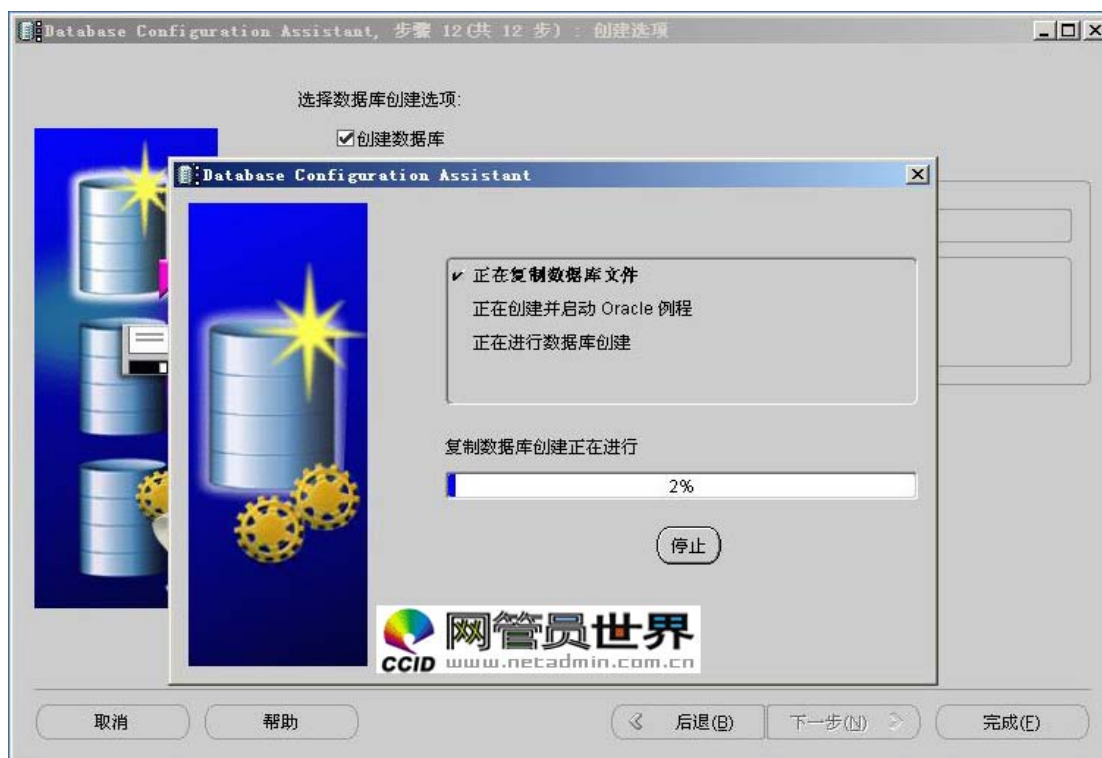 Database Configuration Assistant, 步骤 12(共 12 步) : 创建选项
选择数据库创建选项:
创建数据库
Database Configuration Assistant
正在复制数据库文件
正在创建并启动 Oracle 例程
正在进行数据库创建
复制数据库创建正在进行
2%
停止
CCID
网管员世界
www.netadmin.com.cn
取消
帮助
后退(B)
下一步(N)
完成(F)